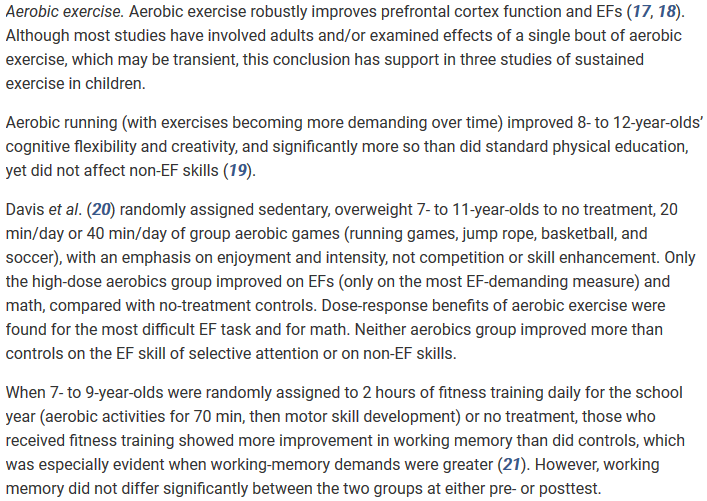 Aerobic exercise. Aerobic exercise robustly improves prefrontal cortex function and EFs (17, 18).
Although most studies have involved adults and/or examined effects of a single bout of aerobic
exercise, which may be transient, this conclusion has support in three studies of sustained
exercise in children.
Aerobic running (with exercises becoming more demanding over time) improved 8- to 12-year-olds’
cognitive flexibility and creativity, and significantly more so than did standard physical education,
yet did not affect non-EF skills (19).
Davis et al. (20) randomly assigned sedentary, overweight 7- to 11-year-olds to no treatment, 20
min/day or 40 min/day of group aerobic games (running games, jump rope, basketball, and
soccer), with an emphasis on enjoyment and intensity, not competition or skill enhancement. Only
the high-dose aerobics group improved on EFs (only on the most EF-demanding measure) and
math, compared with no-treatment controls. Dose-response benefits of aerobic exercise were
found for the most difficult EF task and for math. Neither aerobics group improved more than
controls on the EF skill of selective attention or on non-EF skills.
When 7- to 9-year-olds were randomly assigned to 2 hours of fitness training daily for the school
year (aerobic activities for 70 min, then motor skill development) or no treatment, those who
received fitness training showed more improvement in working memory than did controls, which
was especially evident when working-memory demands were greater (21). However, working
memory did not differ significantly between the two groups at either pre- or posttest.